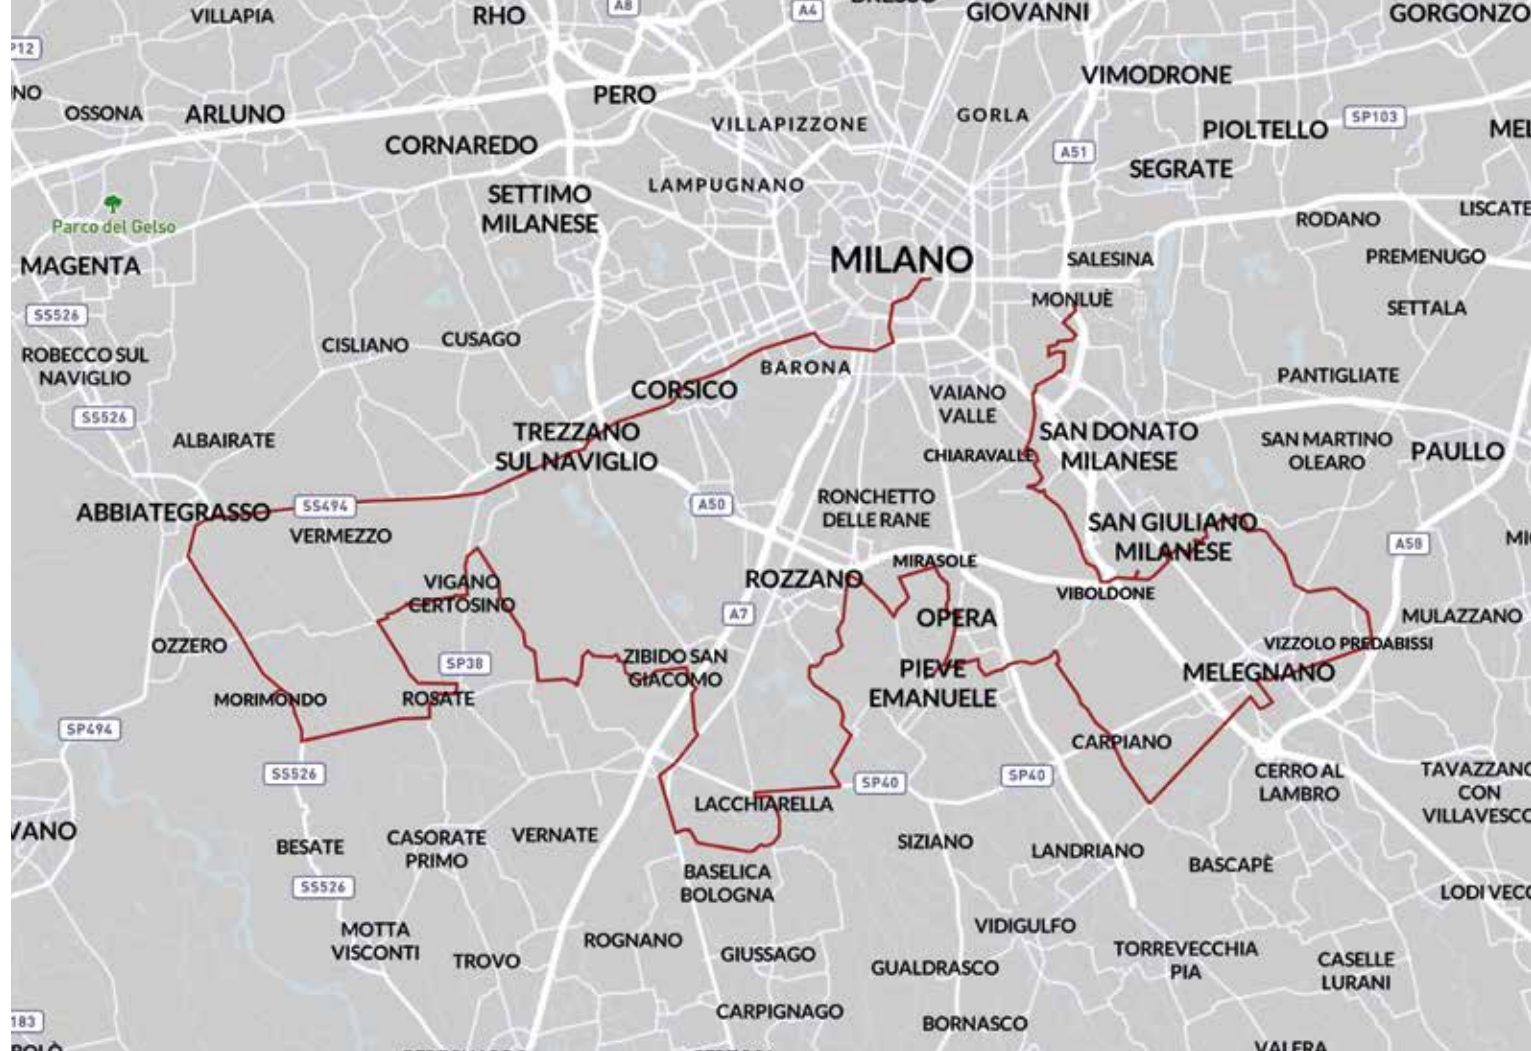 VILLAPIA
RHO
A8
A4
GIOVANNI
GORGONZO
P12
VIMODRONE
NO
OSSONA
ARLUNO
PERO
VILLAPIZZONE
GORLA
SP103
CORNAREDO
A51
PIOLTELLO
MEL
SEGRATE
SETTIMO
MILANESE
LAMPUGNANO
Parco del Gelso
RODANO
LISCATE
MAGENTA
MILANO
SALESINA
PREMENUGO
MONLUÈ
SETTALA
SS526
ROBECCO SUL
NAVIGLIO
CISLIANO
CUSAGO
BARONA
PANTIGLIATE
CORSICO
VAIANO
VALLE
SS526
ALBAIRATE
TREZZANO
SUL NAVIGLIO
CHIARAVALLE
SAN DONATO
MILANESE
SAN MARTINO
OLEARO
PAULLO
ABBIATEGRASSO
SS494
A50
RONCHETTO
DELLE RANE
VERMEZZO
SAN GIULIANO
MILANESE
A58
MIG
VIGANO
CERTOSINO
ROZZANO
MIRASOLE
VIBOLDONE
A7
OPERA
MULAZZANO
OZZERO
ZIBIDO SAN
GIACOMO
SP38
VIZZOLO PREDABISSI
MORIMONDO
ROSATE
PIEVE
EMANUELE
MELEGNANO
SP494
CARPIANO
SS526
SP40
SP40
CERRO AL
LAMBRO
TAVAZZANO
CON
VILLAVESCO
LACCHIARELLA
VANO
BESATE
CASORATE
PRIMO
VERNATE
SIZIANO
LANDRIANO
BASCAPÈ
SS526
BASELICA
BOLOGNA
LODI VECC
MOTTA
VISCONTI
TROVO
ROGNANO
GIUSSAGO
VIDIGULFO
GUALDRASCO
TORREVECCHIA
PIA
CASELLE
LURANI
CARPIGNAGO
BORNASCO
183
VALERA